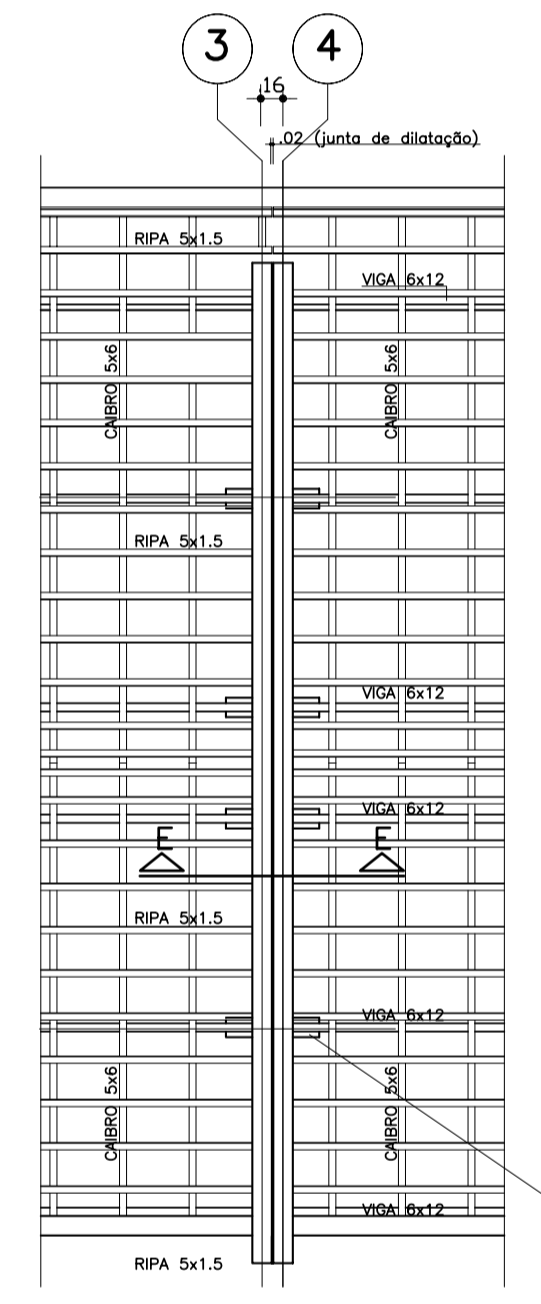 3
4
.16
.02 (junta de dilatação)
RIPA 5x1.5
VIGA 6x12
CAIBRO 5x6
CAIBRO 5x6
RIPA 5x1.5
VIGA 6x12
VIGA 6x12
E
E
RIPA 5x1.5
VIGA 6x12
CAIBRO 5x6
CAIBRO 5x6
VIGA 6x12
RIPA 5x1.5